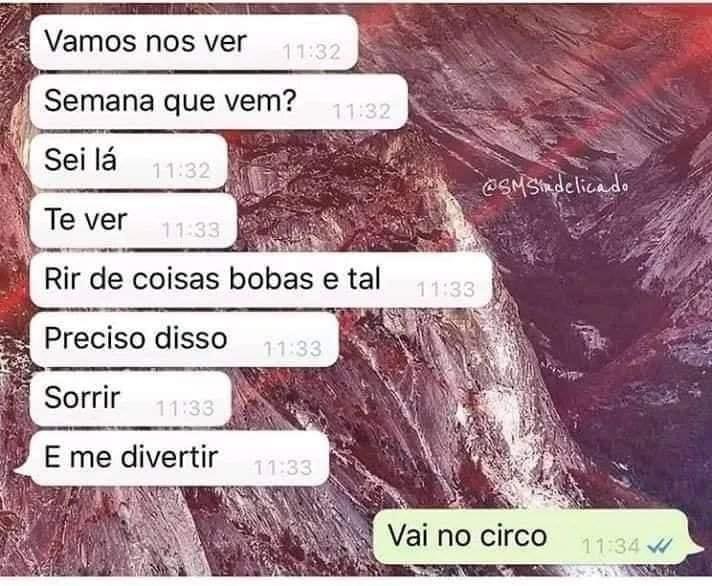 Vamos nos ver 11:32
Semana que vem? 11:32
Sei lá 11:32
@SMSindelicado
Te ver 11:33
Rir de coisas bobas e tal 11:33
Preciso disso 11:33
Sorrir 11:33
E me divertir 11:33
Vai no circo 11:34